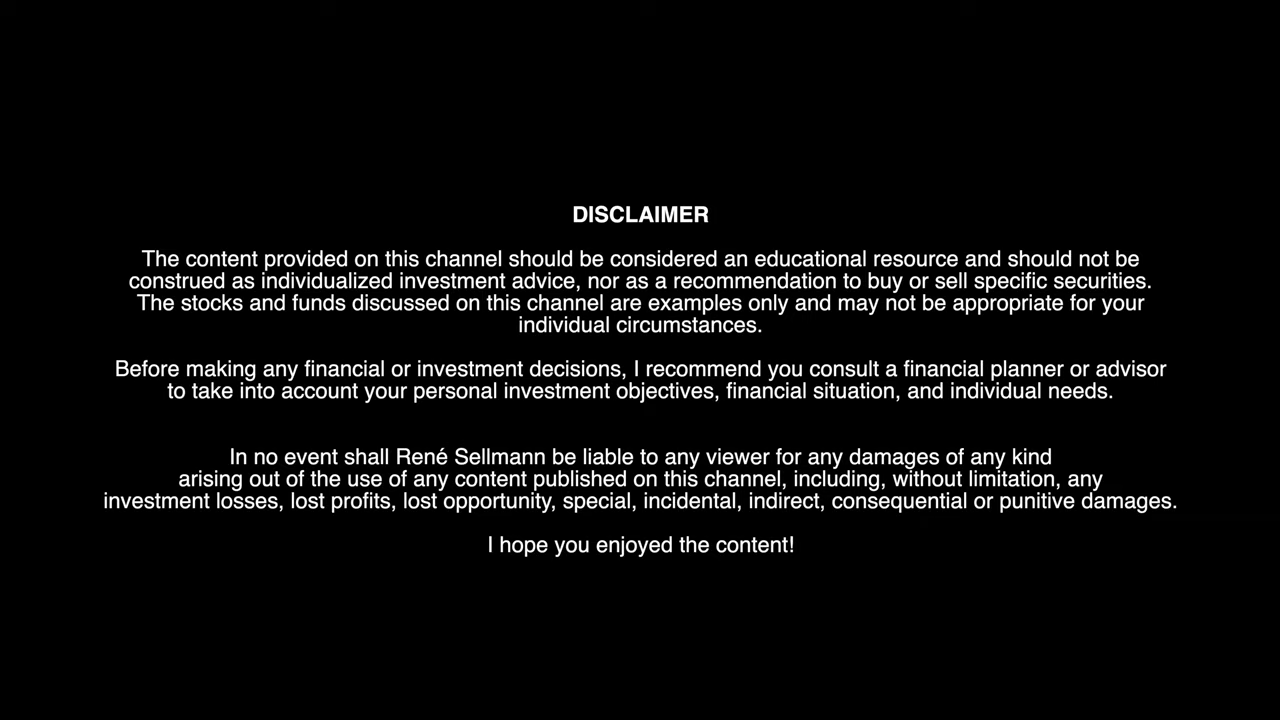 DISCLAIMER
The content provided on this channel should be considered an educational resource and should not be
construed as individualized investment advice, nor as a recommendation to buy or sell specific securities.
The stocks and funds discussed on this channel are examples only and may not be appropriate for your
individual circumstances.
Before making any financial or investment decisions, I recommend you consult a financial planner or advisor
to take into account your personal investment objectives, financial situation, and individual needs.
In no event shall René Sellmann be liable to any viewer for any damages of any kind
arising out of the use of any content published on this channel, including, without limitation, any
investment losses, lost profits, lost opportunity, special, incidental, indirect, consequential or punitive damages.
I hope you enjoyed the content!